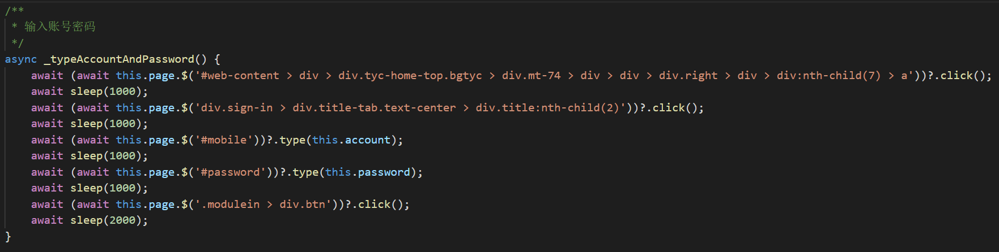 /**
 * 输入账号密码
 */
async _typeAccountAndPassword() {
    await (await this.page.$('#web-content > div > div.tyc-home-top.bgtyc > div.mt-74 > div > div > div.right > div > div:nth-child(7) > a'))?.click();
    await sleep(1000);
    await (await this.page.$('div.sign-in > div.title-tab.text-center > div.title:nth-child(2)'))?.click();
    await sleep(1000);
    await (await this.page.$('#mobile'))?.type(this.account);
    await sleep(1000);
    await (await this.page.$('#password'))?.type(this.password);
    await sleep(1000);
    await (await this.page.$('.modulein > div.btn'))?.click();
    await sleep(2000);
}